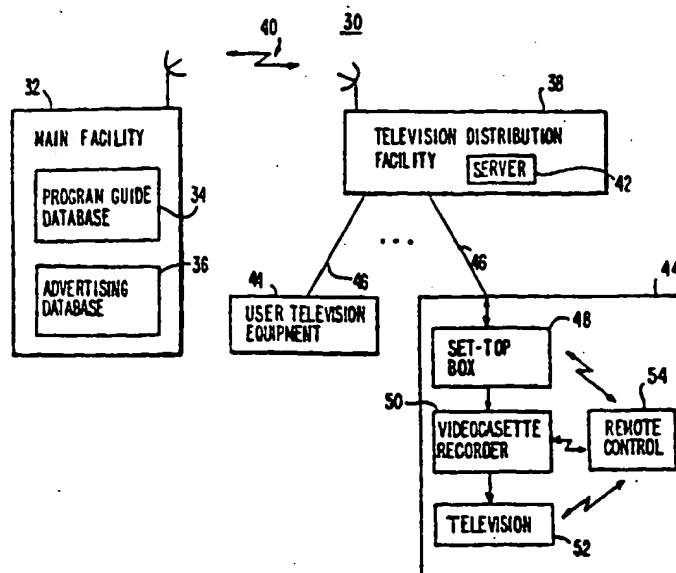 30
40
32
38
MAIN FACILITY
PROGRAM GUIDE
DATABASE
34
36
ADVERTISING
DATABASE
TELEVISION DISTRIBUTION
FACILITY
SERVER
42
...
46
46
44
USER TELEVISION
EQUIPMENT
44
48
SET-TOP
BOX
50
VIDEOCASETTE
RECORDER
54
REMOTE
CONTROL
TELEVISION
52